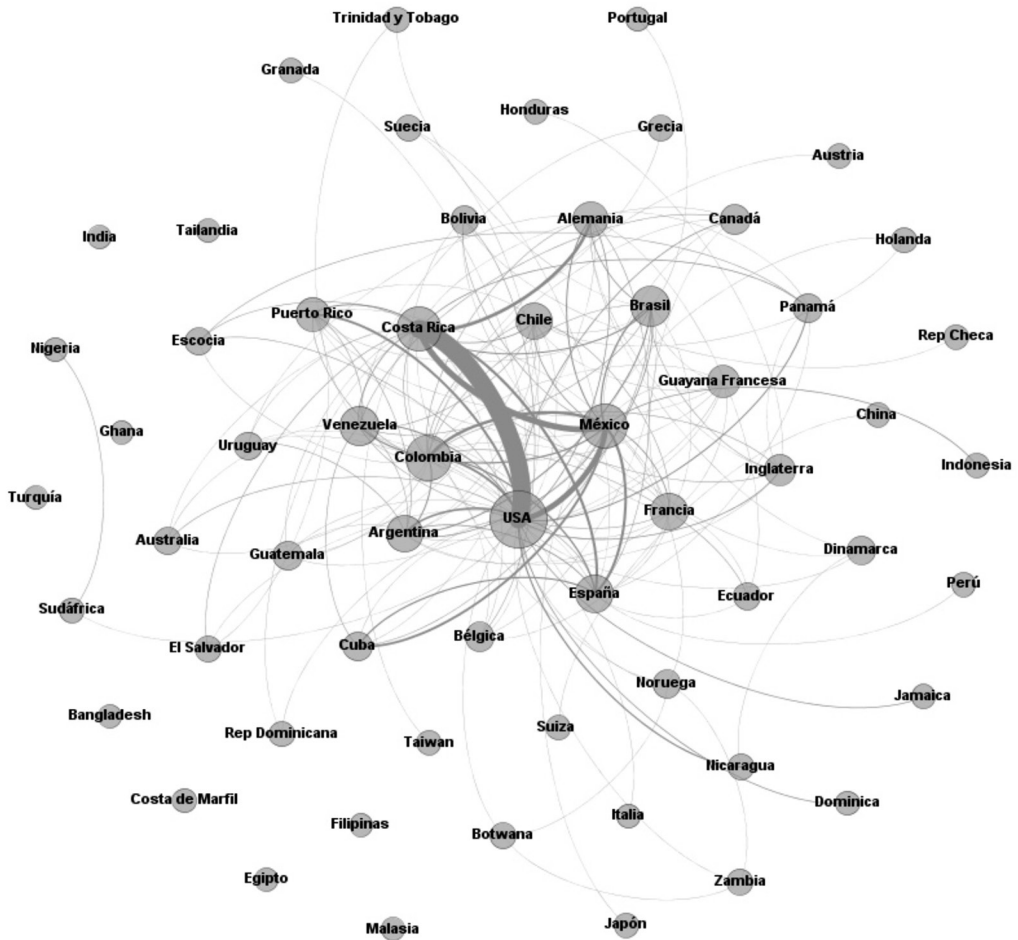 Trinidad y Tobago
Portugal
Granada
Honduras
Suecia
Grecia
Austria
Bolivia
Alemania
Canadá
Tailandia
India
Holanda
Puerto Rico
Costa Rica
Chile
Brasil
Panamá
Escocia
Rep Checa
Nigeria
Guayana Francesa
China
Venezuela
México
Ghana
Uruguay
Colombia
Inglaterra
Indonesia
Turquía
USA
Francia
Australia
Argentina
Guatemala
Dinamarca
Perú
España
Ecuador
Sudáfrica
El Salvador
Cuba
Bélgica
Noruega
Jamaica
Bangladesh
Rep Dominicana
Taiwan
Suiza
Nicaragua
Costa de Marfil
Dominica
Filipinas
Italia
Botwana
Egipto
Zambia
Malasia
Japón